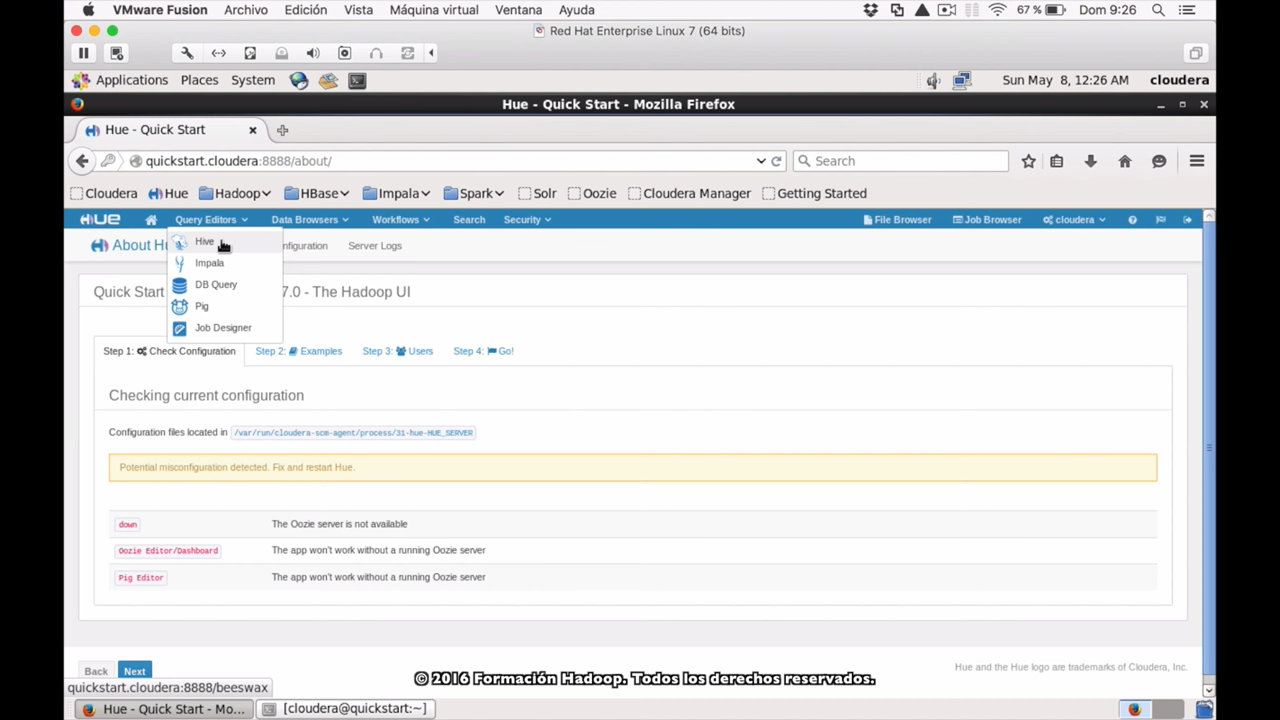 VMware Fusion Archivo Edición Vista Máquina virtual Ventana Ayuda 67 % Dom 9:26
Red Hat Enterprise Linux 7 (64 bits)
Applications Places System Sun May 8, 12:26 AM cloudera
Hue - Quick Start - Mozilla Firefox
Hue - Quick Start
quickstart.cloudera:8888/about/ Search
Cloudera Hue Hadoop HBase Impala Spark Solr Oozie Cloudera Manager Getting Started
HUE Query Editors Data Browsers Workflows Search Security File Browser Job Browser cloudera
About H nfiguration Server Logs
Hive
Impala
DB Query
Pig
Job Designer
Quick Start 7.0 - The Hadoop UI
Step 1: Check Configuration Step 2: Examples Step 3: Users Step 4: Go!
Checking current configuration
Configuration files located in /var/run/cloudera-scm-agent/process/31-hue-HUE_SERVER
Potential misconfiguration detected. Fix and restart Hue.
down The Oozie server is not available
Oozie Editor/Dashboard The app won't work without a running Oozie server
Pig Editor The app won't work without a running Oozie server
Back Next Hue and the Hue logo are trademarks of Cloudera, Inc.
© 2016 Formación Hadoop. Todos los derechos reservados.
quickstart.cloudera:8888/beeswax
Hue - Quick Start - Mo... [cloudera@quickstart:~]